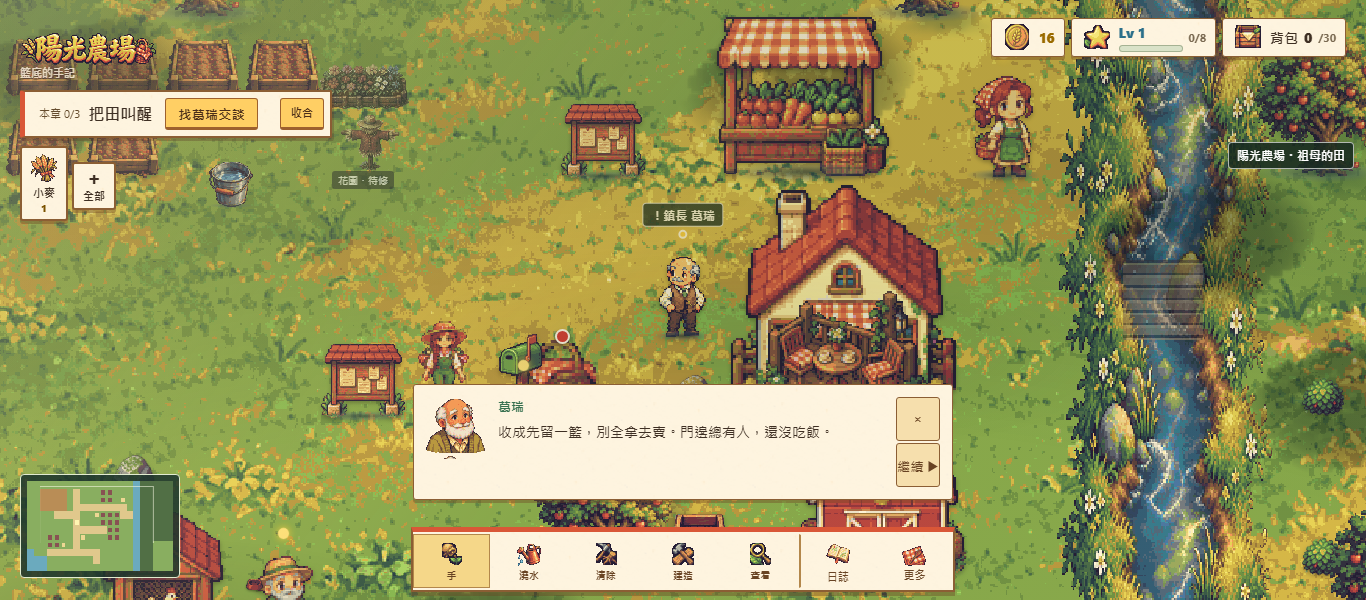 陽光農場
籃底的手記
本章 0/3 把田叫醒 找葛瑞交談 收合
小麥
1
+
全部
花圃·待修
16
Lv 1 0/8
背包 0 /30
陽光農場·祖母的田
! 鎮長 葛瑞
葛瑞
收成先留一籃，別全拿去賣。門邊總有人，還沒吃飯。
×
繼續 ▶
手 澆水 清除 建造 查看 日誌 更多